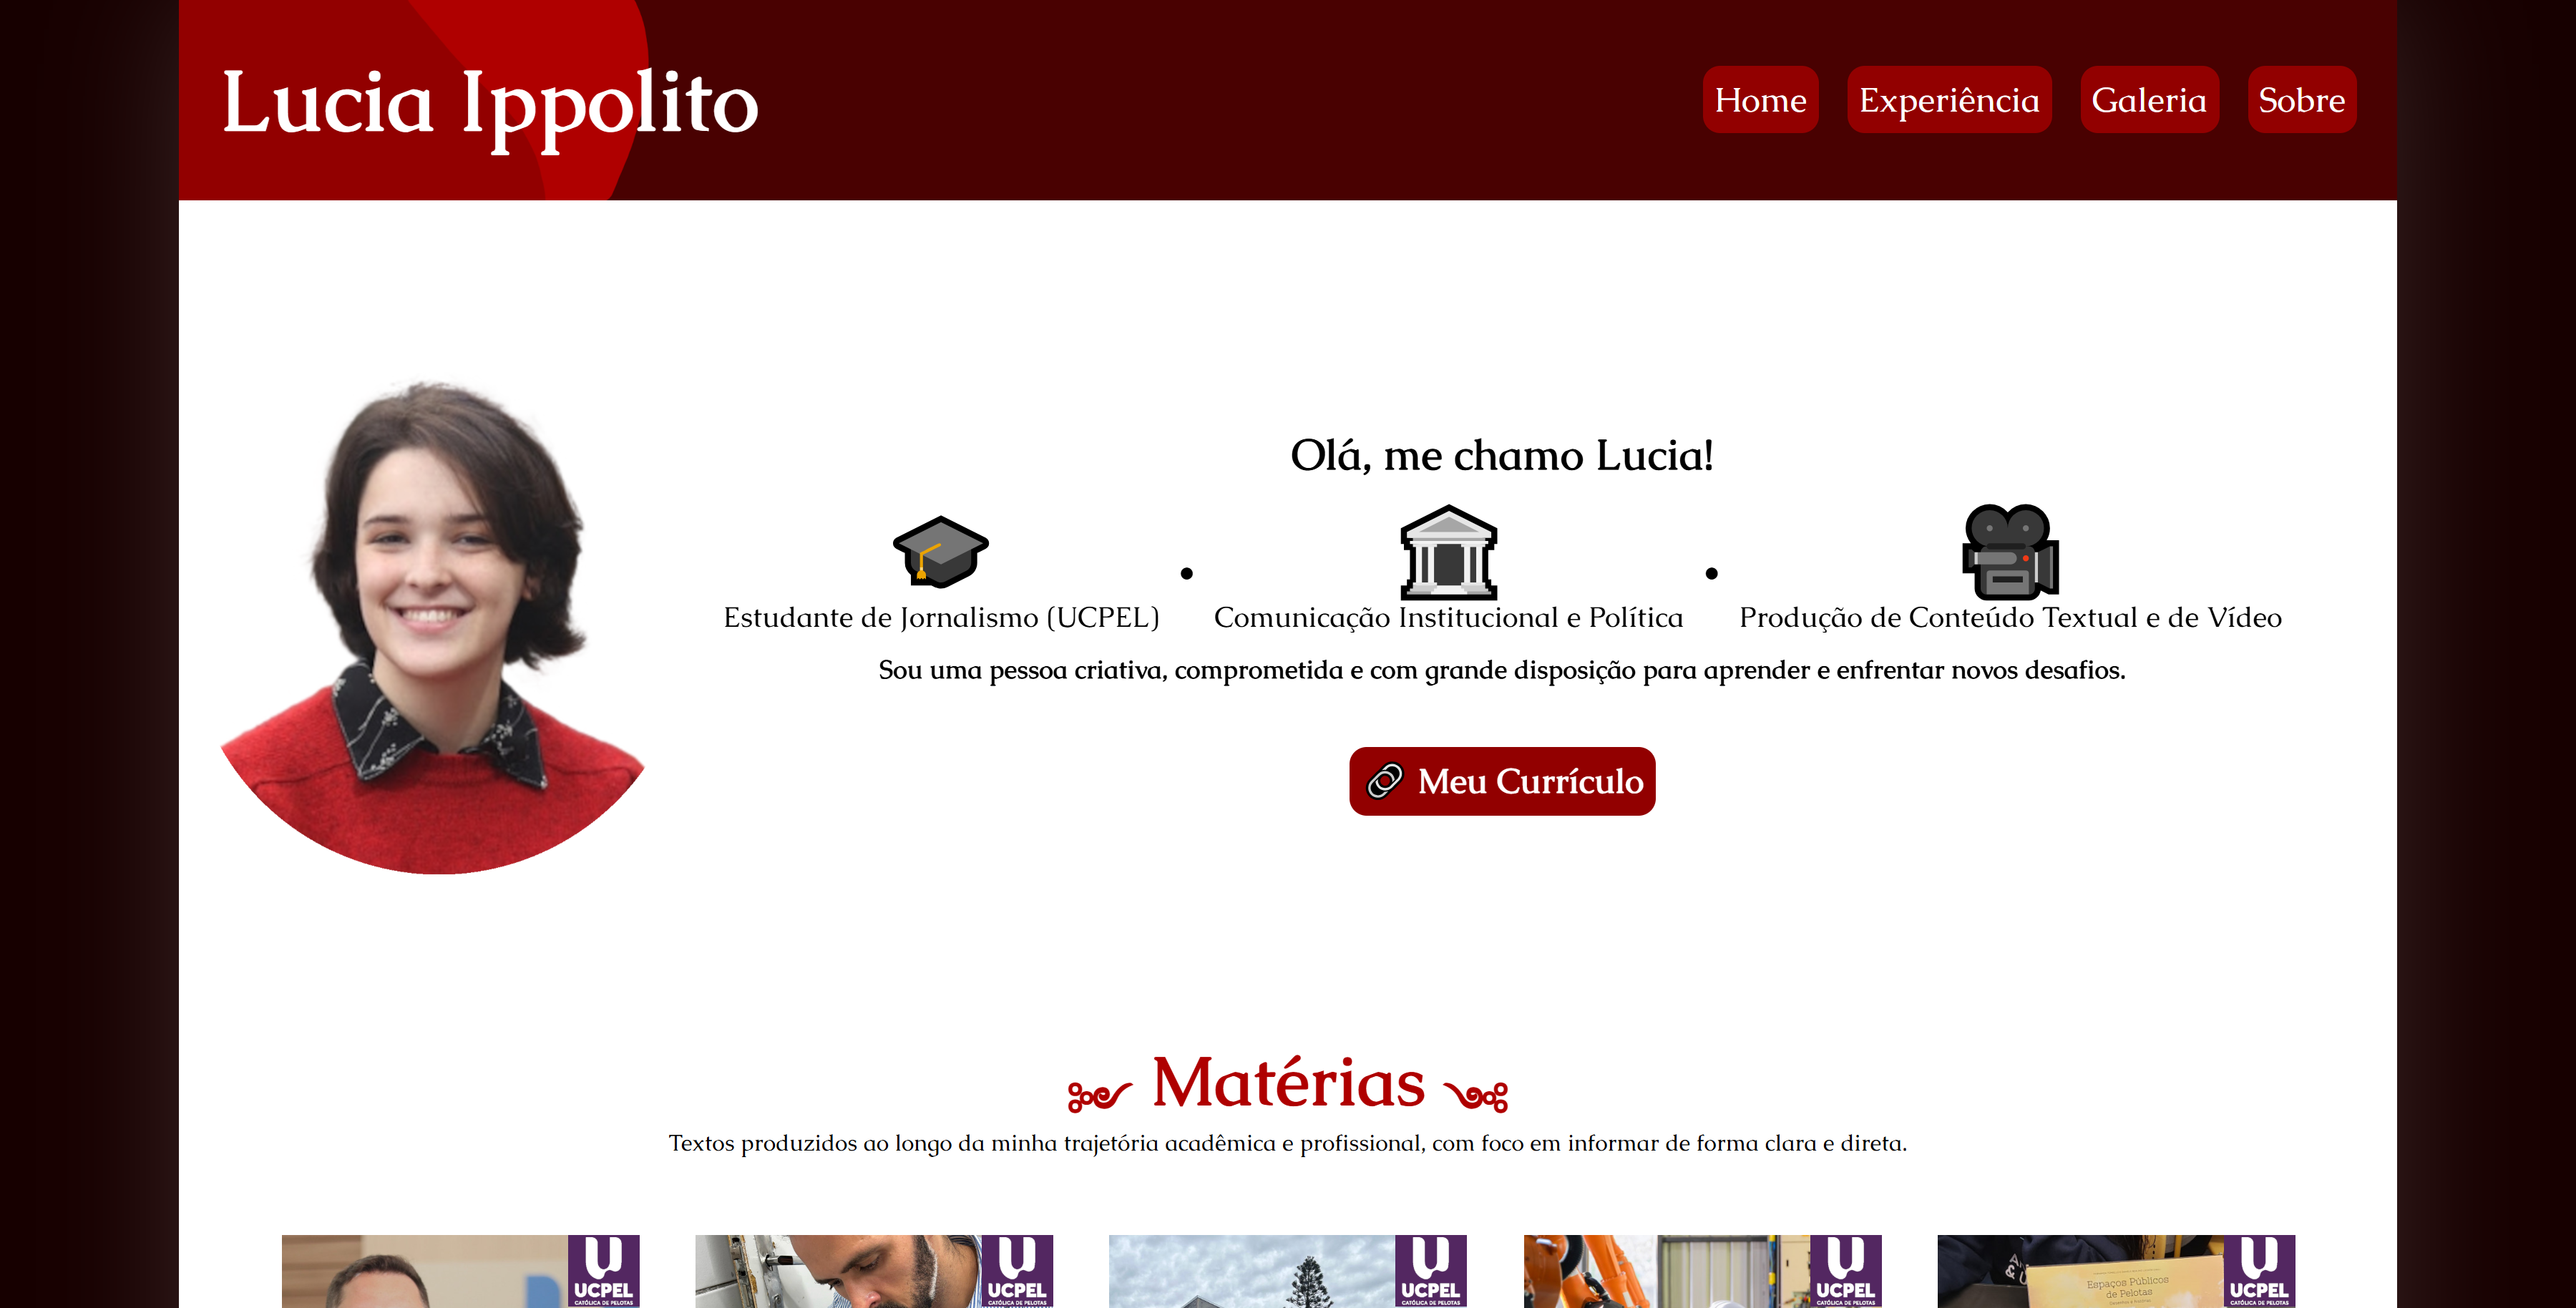 Lucia Ippolito
Home
Experiência
Galeria
Sobre
Olá, me chamo Lucia!
Estudante de Jornalismo (UCPEL)
•
Comunicação Institucional e Política
•
Produção de Conteúdo Textual e de Vídeo
Sou uma pessoa criativa, comprometida e com grande disposição para aprender e enfrentar novos desafios.
Meu Currículo
Matérias
Textos produzidos ao longo da minha trajetória acadêmica e profissional, com foco em informar de forma clara e direta.
UCPEL
CATÓLICA DE PELOTAS
UCPEL
CATÓLICA DE PELOTAS
UCPEL
CATÓLICA DE PELOTAS
UCPEL
CATÓLICA DE PELOTAS
Espaços Públicos
de Pelotas
UCPEL
CATÓLICA DE PELOTAS